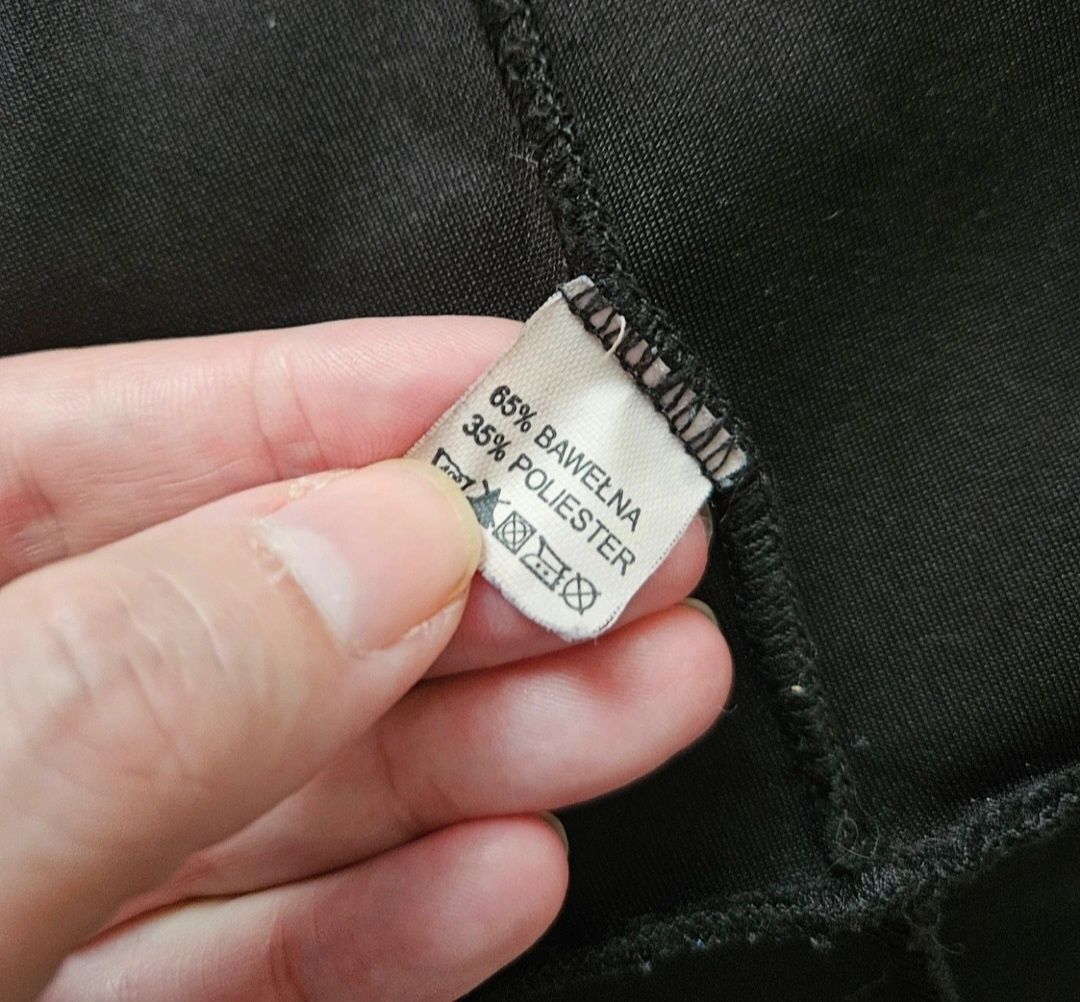 65% BAWEŁNA
35% POLIESTER